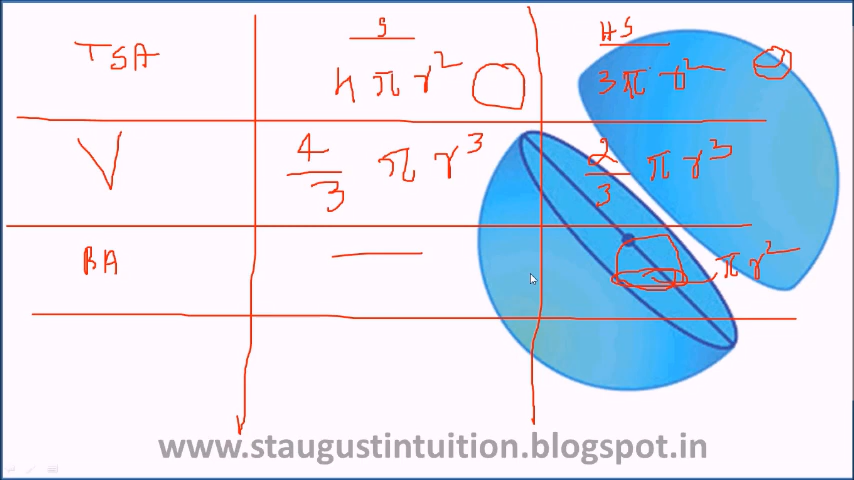 S HS
TSA 4πr² 3πr²
V 4/3 πr³ 2/3 πr³
BA — πr²
www.staugustintuition.blogspot.in